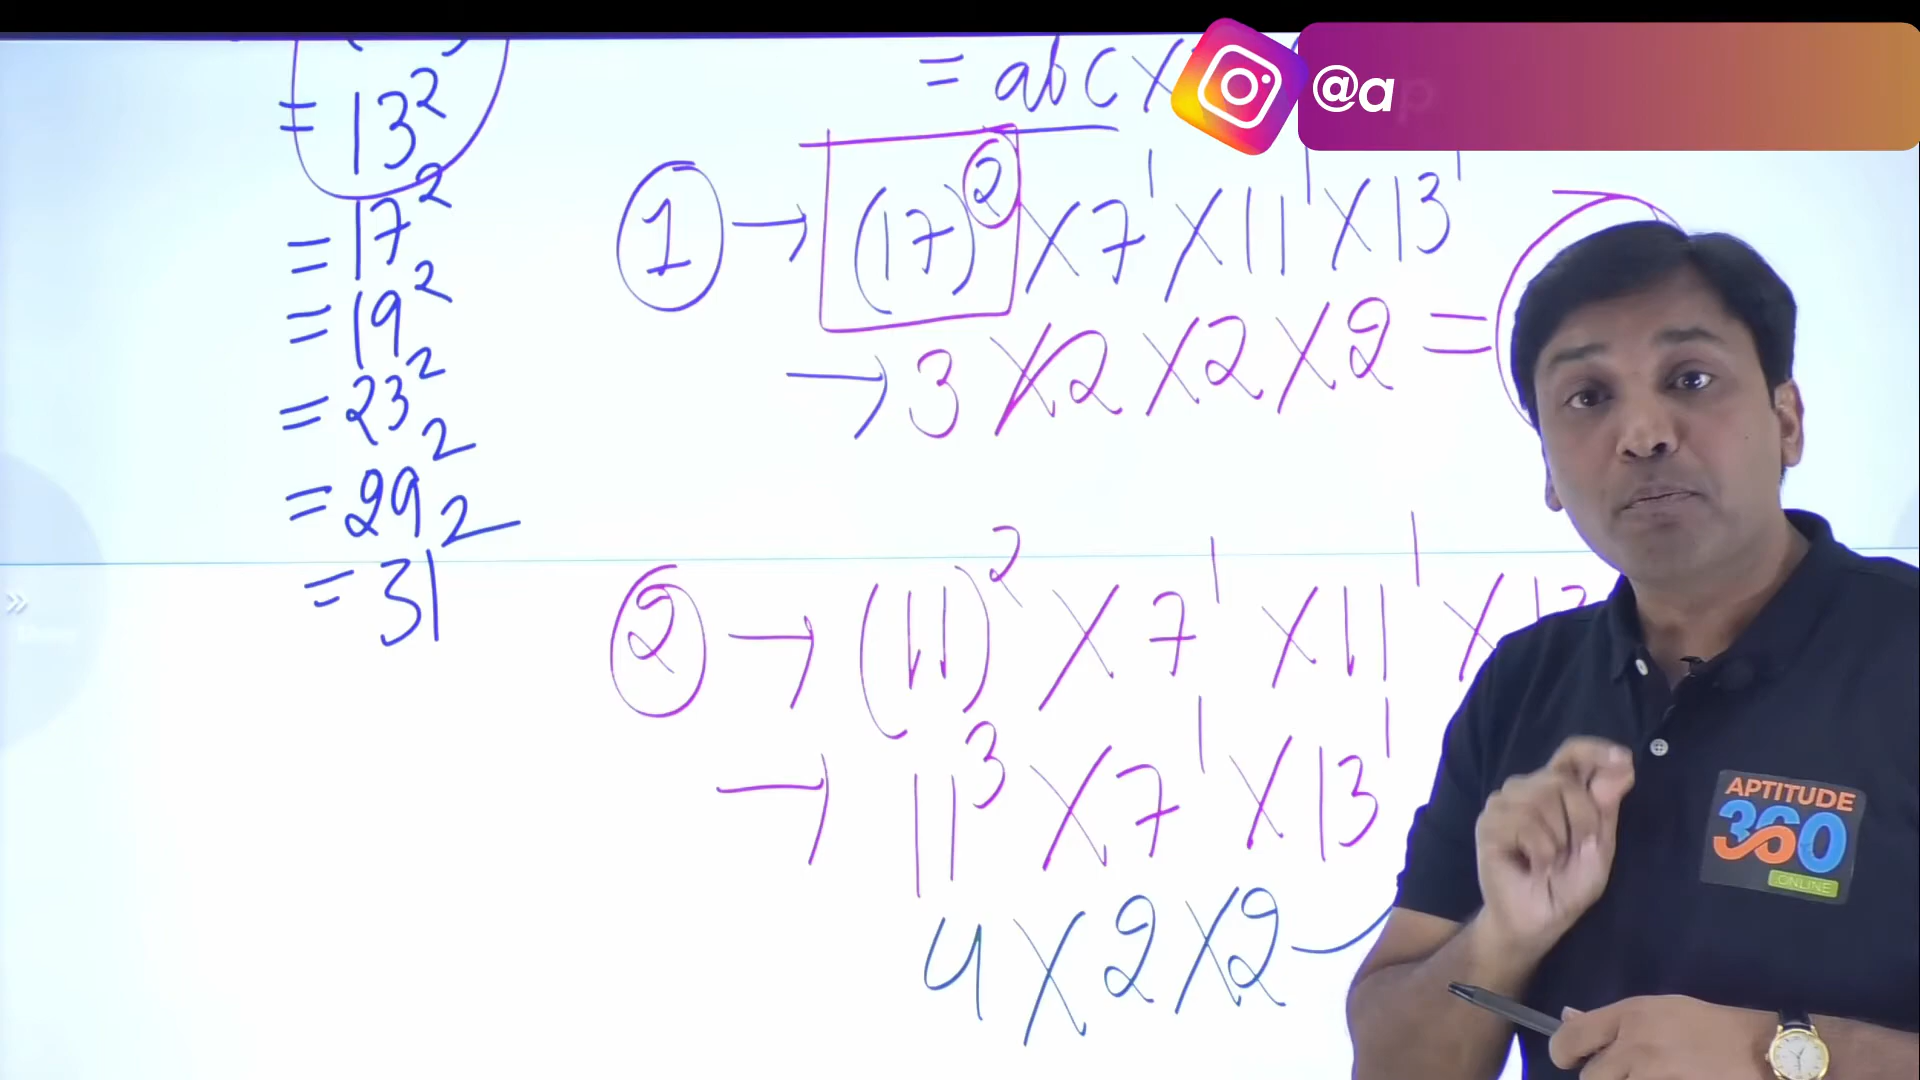 = 13²
= 17²
= 19²
= 23²
= 29²
= 31²
= abc ×
@a
① → (17)² × 7¹ × 11¹ × 13¹
→ 3 × 2 × 2 × 2 =
② → (11)² × 7¹ × 11¹ × 13
→ 11³ × 7¹ × 13¹
4 × 2 × 2
APTITUDE
360
ONLINE